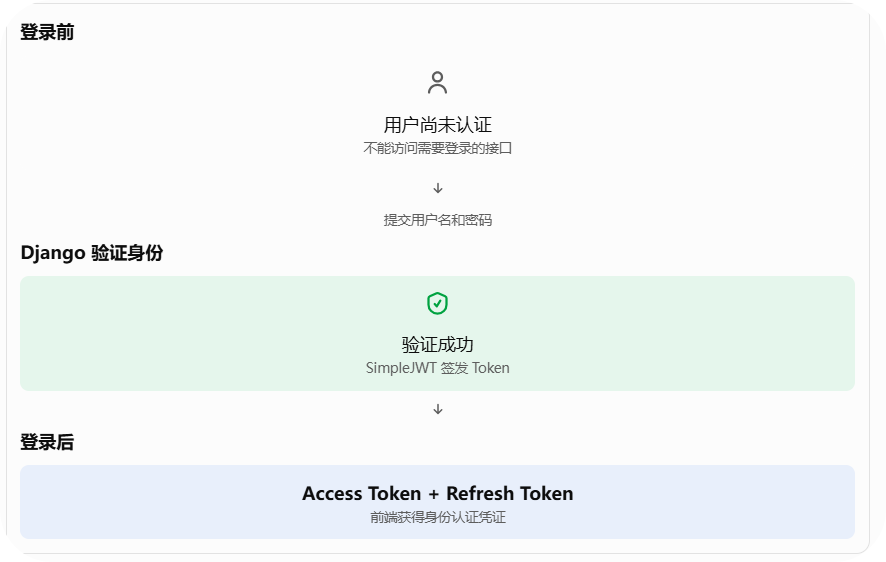 登录前
用户尚未认证
不能访问需要登录的接口
提交用户名和密码
Django 验证身份
验证成功
SimpleJWT 签发 Token
登录后
Access Token + Refresh Token
前端获得身份认证凭证